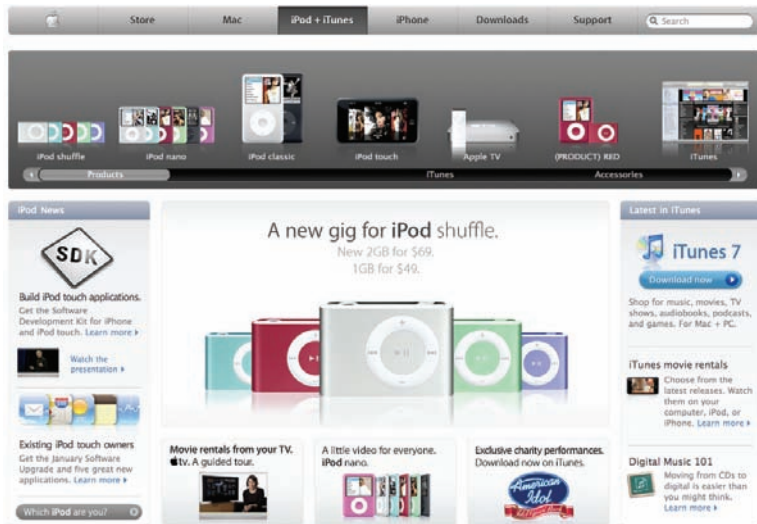 Store
Mac
iPod + iTunes
iPhone
Downloads
Support
Search
iPod shuffle
iPod nano
iPod classic
iPod touch
Apple TV
(PRODUCT) RED
iTunes
Products
iTunes
Accessories
iPod News
SDK
Build iPod touch applications.
Get the Software
Development Kit for iPhone
and iPod touch. Learn more
Watch the
presentation
Existing iPod touch owners
Get the January Software
Upgrade and five great new
applications. Learn more
Which iPod are you?
A new gig for iPod shuffle.
New 2GB for $69.
1GB for $49.
MENU
Movie rentals from your TV.
tv. A guided tour.
A little video for everyone.
iPod nano.
Exclusive charity performances.
Download now on iTunes.
American
Idol
Latest in iTunes
iTunes 7
Download now
Shop for music, movies, TV
shows, audiobooks, podcasts,
and games. For Mac + PC.
iTunes movie rentals
Choose from the
latest releases. Watch
them on your
computer, iPod, or
iPhone. Learn more
Digital Music 101
Moving from CDs to
digital is easier than
you might think.
Learn more